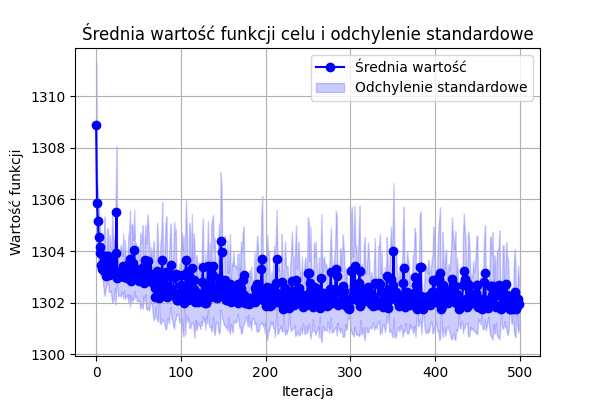 Średnia wartość funkcji celu i odchylenie standardowe
Średnia wartość
Odchylenie standardowe
Wartość funkcji
1310
1308
1306
1304
1302
1300
0 100 200 300 400 500
Iteracja